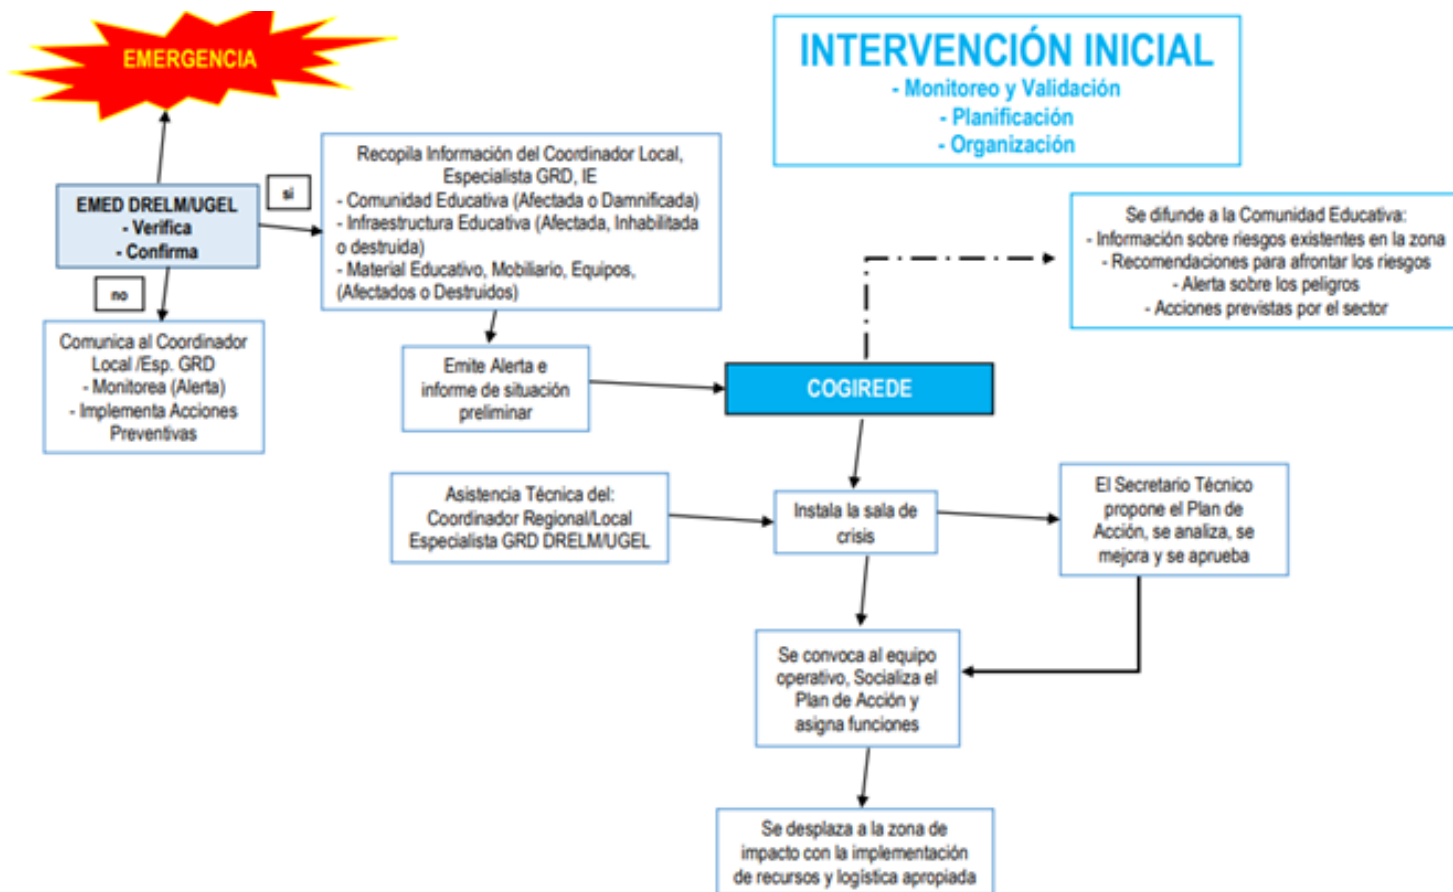 EMERGENCIA
INTERVENCIÓN INICIAL
- Monitoreo y Validación
- Planificación
- Organización
EMED DRELM/UGEL
- Verifica
- Confirma
si
no
Recopila Información del Coordinador Local,
Especialista GRD, IE
- Comunidad Educativa (Afectada o Damnificada)
- Infraestructura Educativa (Afectada, Inhabilitada
o destruida)
- Material Educativo, Mobiliario, Equipos,
(Afectados o Destruidos)
Se difunde a la Comunidad Educativa:
- Información sobre riesgos existentes en la zona
- Recomendaciones para afrontar los riesgos
- Alerta sobre los peligros
- Acciones previstas por el sector
Comunica al Coordinador
Local /Esp. GRD
- Monitorea (Alerta)
- Implementa Acciones
Preventivas
Emite Alerta e
informe de situación
preliminar
COGIREDE
Asistencia Técnica del:
Coordinador Regional/Local
Especialista GRD DRELM/UGEL
Instala la sala de
crisis
El Secretario Técnico
propone el Plan de
Acción, se analiza, se
mejora y se aprueba
Se convoca al equipo
operativo, Socializa el
Plan de Acción y
asigna funciones
Se desplaza a la zona de
impacto con la implementación
de recursos y logística apropiada